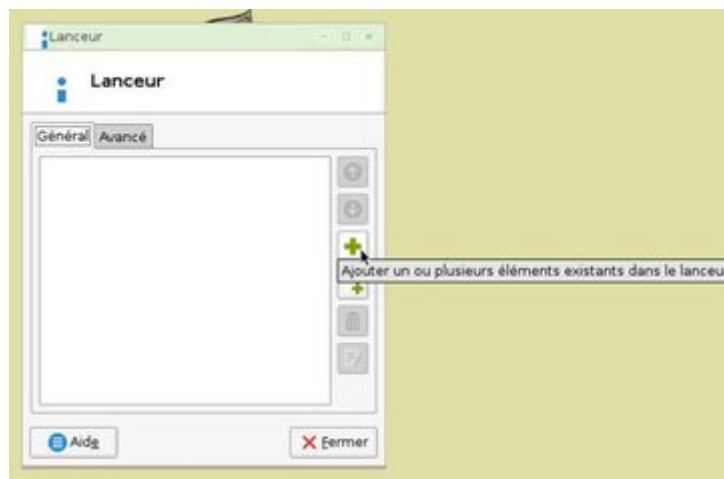 Lanceur
Lanceur
Général Avancé
Ajouter un ou plusieurs éléments existants dans le lanceu
Aide
Fermer